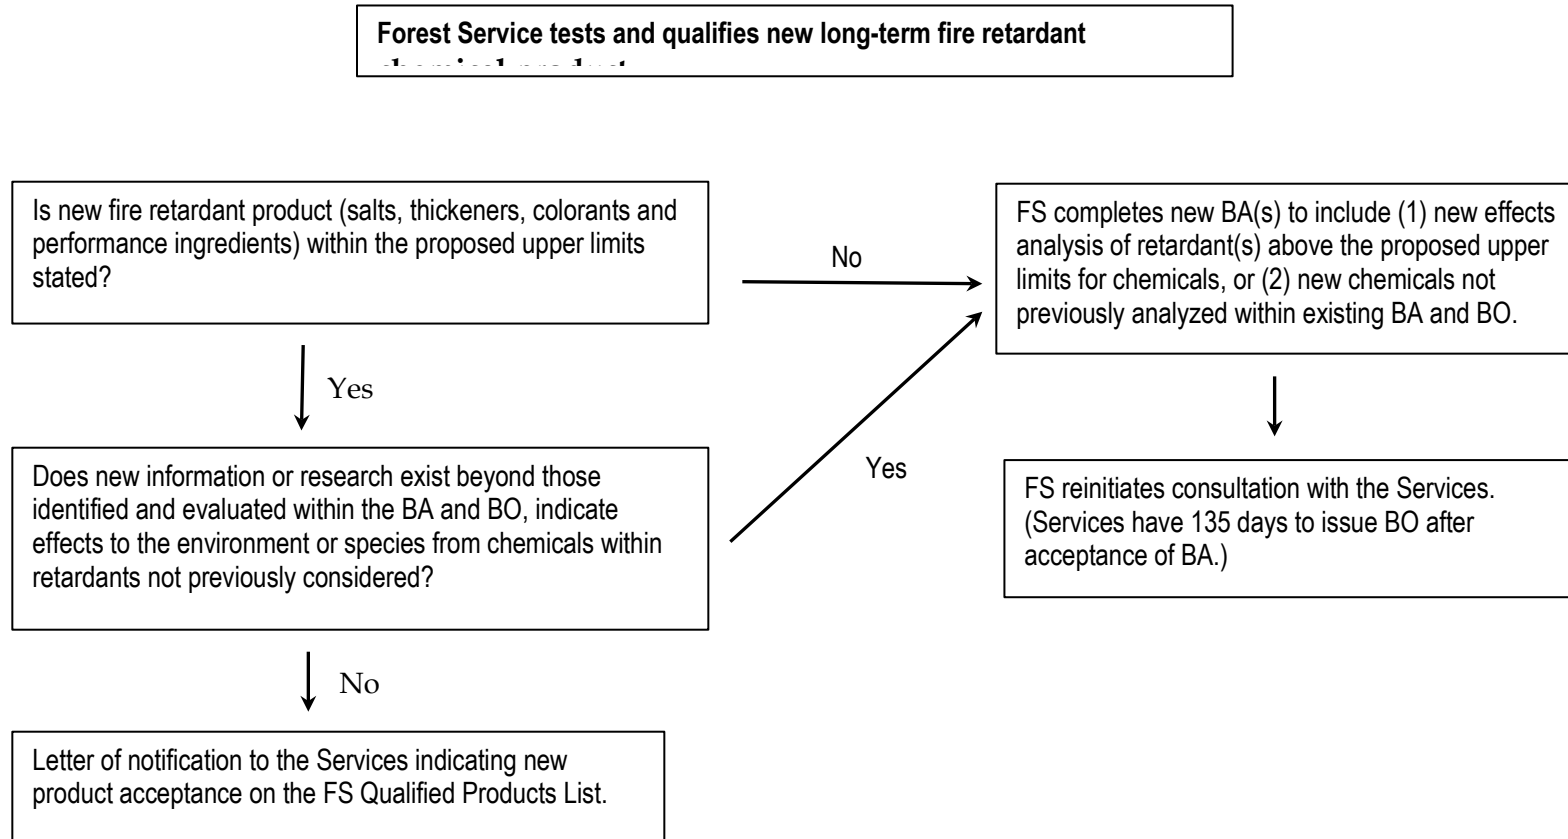 Forest Service tests and qualifies new long-term fire retardant
chemical product
Is new fire retardant product (salts, thickeners, colorants and
performance ingredients) within the proposed upper limits
stated?
No
FS completes new BA(s) to include (1) new effects
analysis of retardant(s) above the proposed upper
limits for chemicals, or (2) new chemicals not
previously analyzed within existing BA and BO.
Yes
Does new information or research exist beyond those
identified and evaluated within the BA and BO, indicate
effects to the environment or species from chemicals within
retardants not previously considered?
Yes
FS reinitiates consultation with the Services.
(Services have 135 days to issue BO after
acceptance of BA.)
No
Letter of notification to the Services indicating new
product acceptance on the FS Qualified Products List.